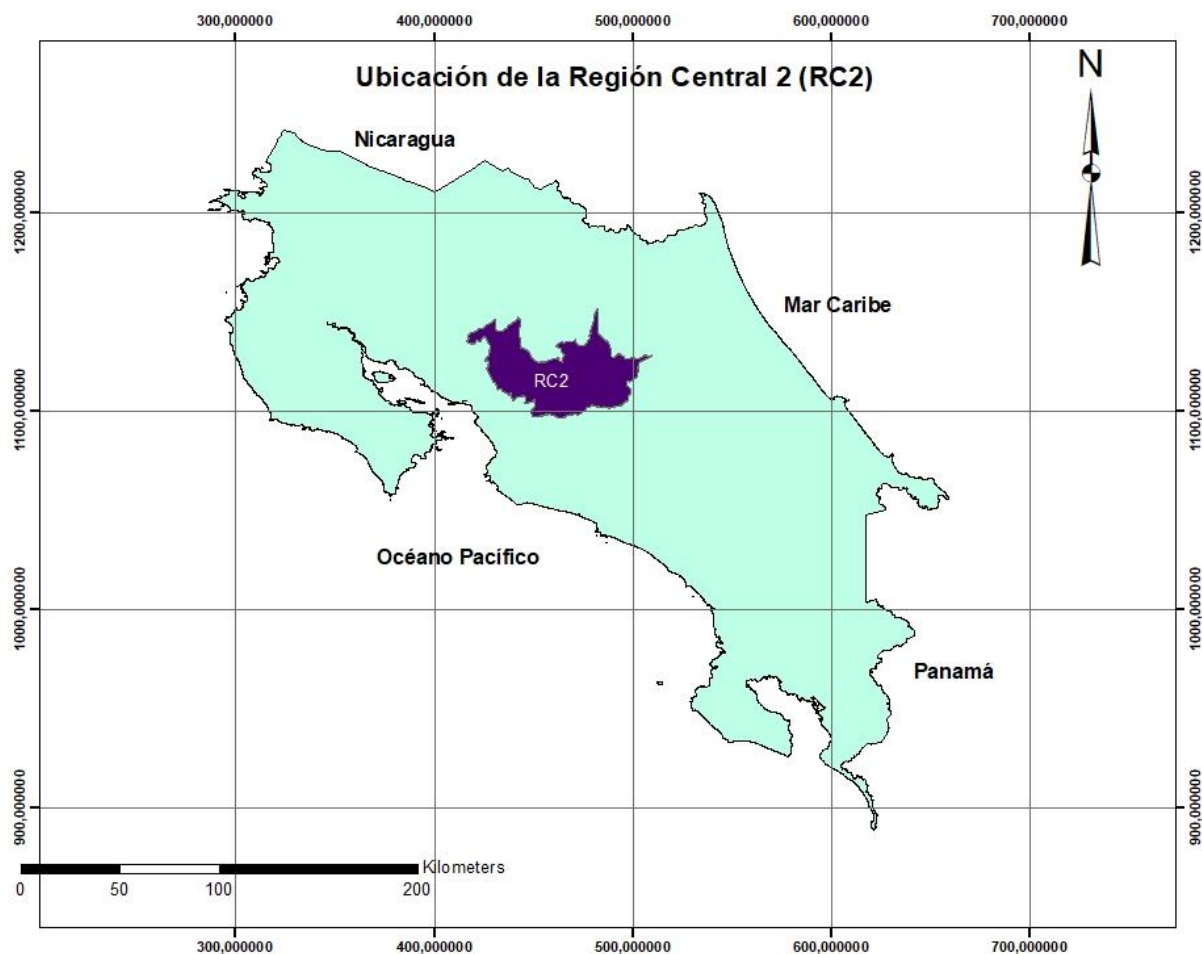 300,000000 400,000000 500,000000 600,000000 700,000000
Ubicación de la Región Central 2 (RC2)
N
Nicaragua
1200,000000 1200,000000
Mar Caribe
RC2
1100,000000 1100,000000
Océano Pacífico
1000,000000 1000,000000
Panamá
900,000000 900,000000
Kilometers
0 50 100 200
300,000000 400,000000 500,000000 600,000000 700,000000